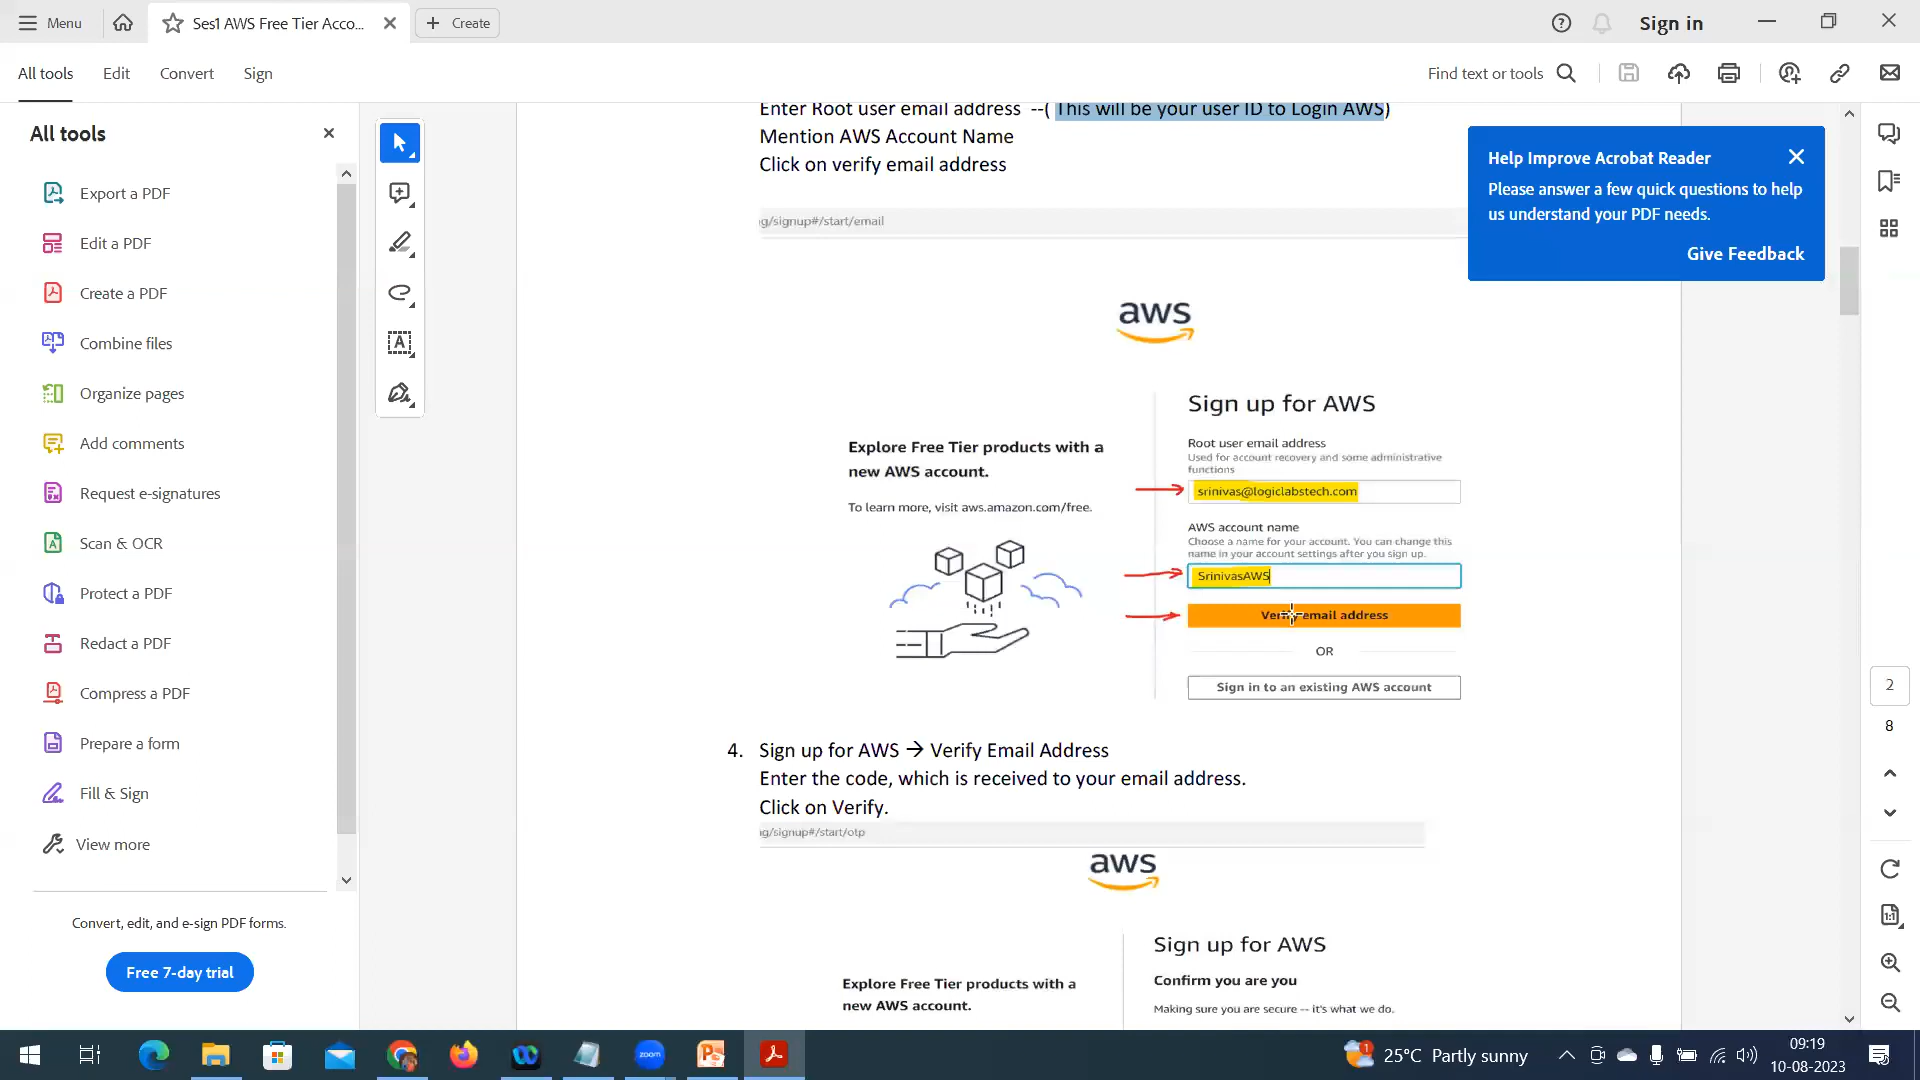 Menu
Ses1 AWS Free Tier Acco...
Create
Sign in
All tools
Edit
Convert
Sign
Find text or tools
All tools
Export a PDF
Edit a PDF
Create a PDF
Combine files
Organize pages
Add comments
Request e-signatures
Scan & OCR
Protect a PDF
Redact a PDF
Compress a PDF
Prepare a form
Fill & Sign
View more
Convert, edit, and e-sign PDF forms.
Free 7-day trial
Enter Root user email address --( This will be your user ID to Login AWS)
Mention AWS Account Name
Click on verify email address
g/signup#/start/email
aws
Explore Free Tier products with a
new AWS account.
To learn more, visit aws.amazon.com/free.
Sign up for AWS
Root user email address
Used for account recovery and some administrative
functions
srinivas@logiclabstech.com
AWS account name
Choose a name for your account. You can change this
name in your account settings after you sign up.
SrinivasAWS
Verify email address
OR
Sign in to an existing AWS account
4. Sign up for AWS → Verify Email Address
Enter the code, which is received to your email address.
Click on Verify.
g/signup#/start/otp
aws
Explore Free Tier products with a
new AWS account.
Sign up for AWS
Confirm you are you
Making sure you are secure -- it's what we do.
Help Improve Acrobat Reader
Please answer a few quick questions to help
us understand your PDF needs.
Give Feedback
2
8
1:1
zoom
1
25°C Partly sunny
09:19
10-08-2023